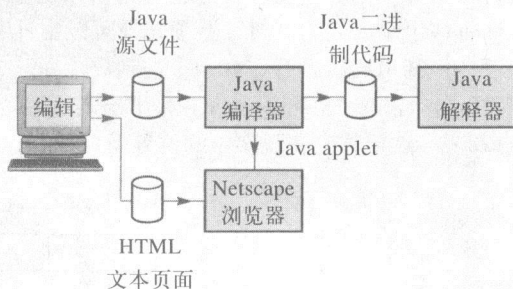 Java
源文件
Java二进
制代码
编辑
Java
编译器
Java
解释器
Java applet
Netscape
浏览器
HTML
文本页面